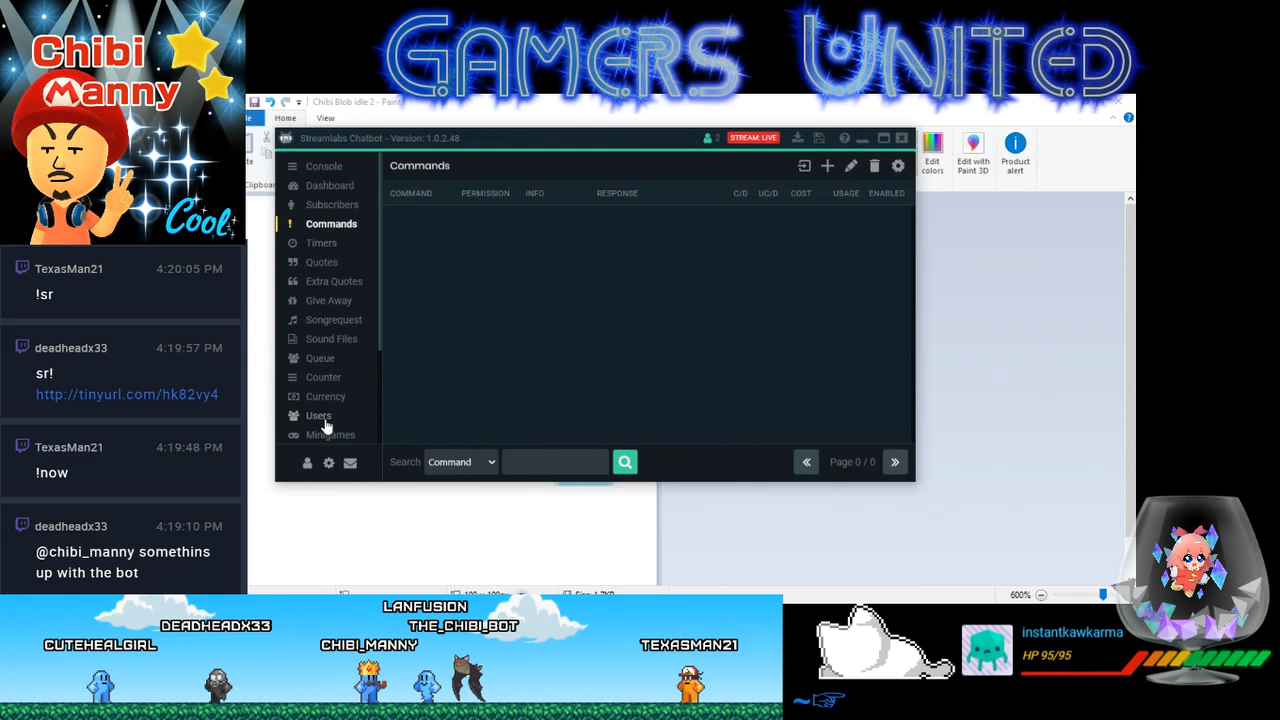 Chibi
Manny
Cool
GAMERS UNITED
Chibi Blob idle 2 - Paint
Home
View
Edit
colors
Edit with
Paint 3D
Product
alert
Streamlabs Chatbot - Version: 1.0.2.48
2
STREAM: LIVE
Console
Dashboard
Subscribers
Commands
Timers
Quotes
Extra Quotes
Give Away
Songrequest
Sound Files
Queue
Counter
Currency
Users
Minigames
Commands
COMMAND
PERMISSION
INFO
RESPONSE
C/D
UC/D
COST
USAGE
ENABLED
Search
Command
Page 0 / 0
600%
TexasMan21
4:20:05 PM
!sr
deadheadx33
4:19:57 PM
sr!
http://tinyurl.com/hk82vy4
TexasMan21
4:19:48 PM
!now
deadheadx33
4:19:10 PM
@chibi_manny somethins
up with the bot
LANFUSION
DEADHEADX33
THE_CHIBI_BOT
CUTEHEALGIRL
CHIBI_MANNY
TEXASMAN21
instantkawkarma
HP 95/95